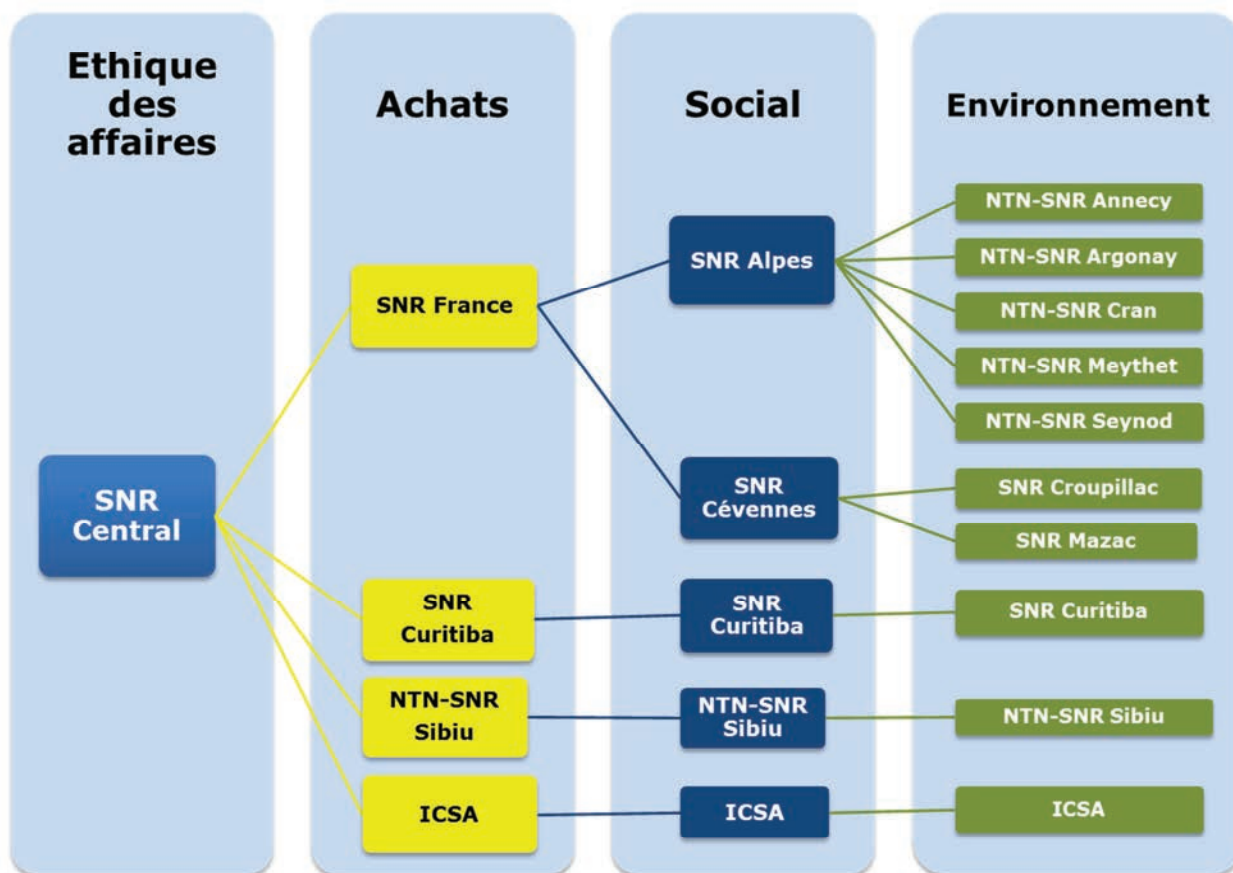 Ethique
des
affaires
Achats
Social
Environnement
SNR
Central
SNR France
SNR
Curitiba
NTN-SNR
Sibiu
ICSA
SNR Alpes
SNR
Cévennes
SNR
Curitiba
NTN-SNR
Sibiu
ICSA
NTN-SNR Annecy
NTN-SNR Argonay
NTN-SNR Cran
NTN-SNR Meythet
NTN-SNR Seynod
SNR Croupillac
SNR Mazac
SNR Curitiba
NTN-SNR Sibiu
ICSA